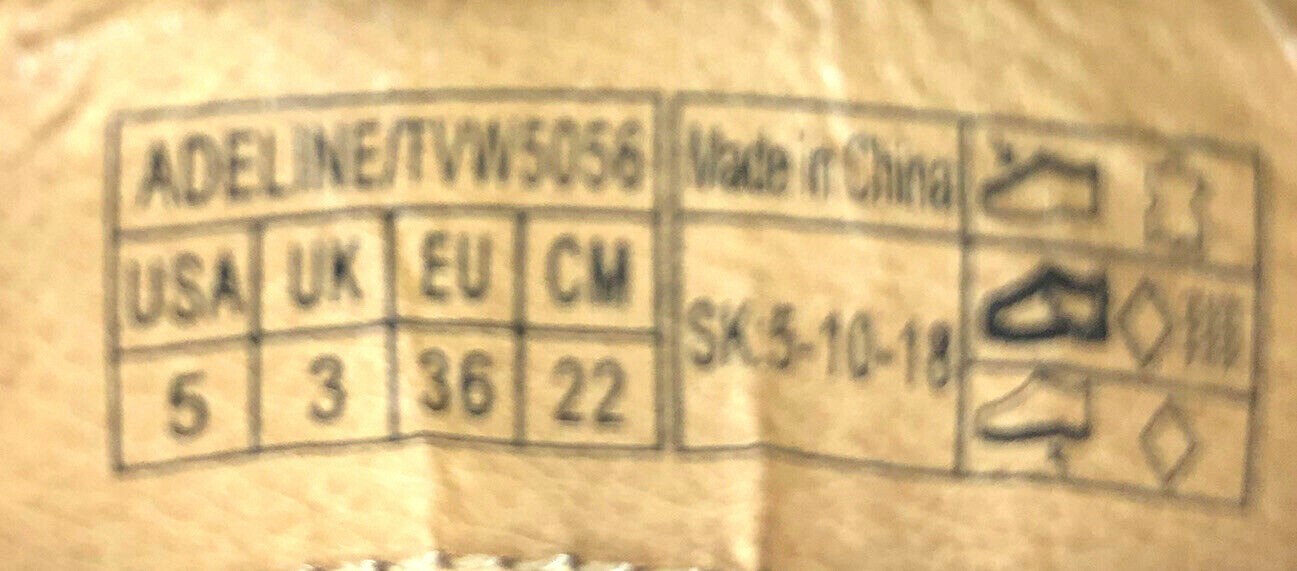 ADELINE/TVW5056
Made in China
USA UK EU CM
5 3 36 22
SK:5-10-18